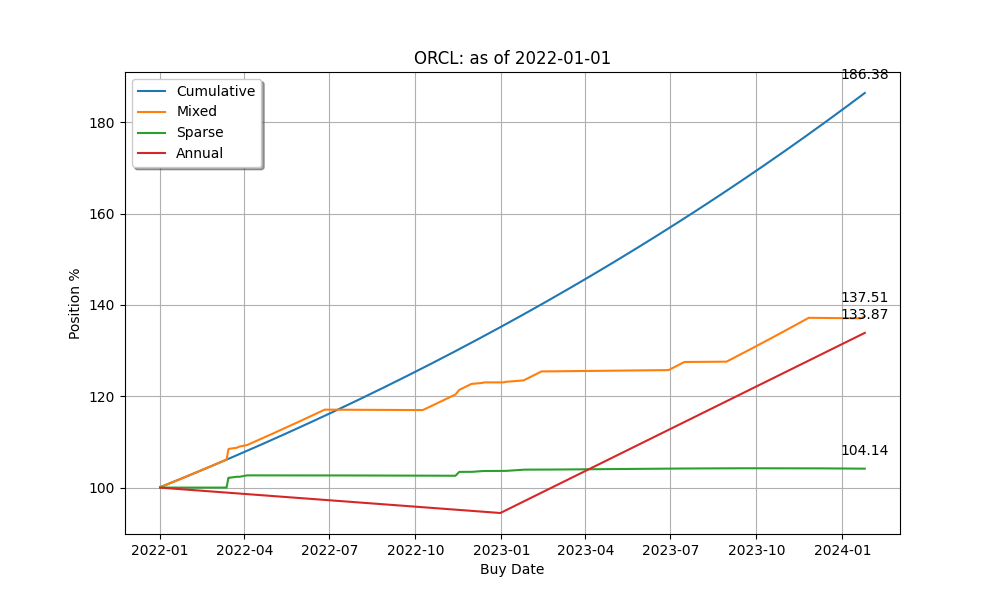 ORCL: as of 2022-01-01
186.38
Cumulative
Mixed
Sparse
Annual
180
160
140
120
100
Position %
137.51
133.87
104.14
2022-01 2022-04 2022-07 2022-10 2023-01 2023-04 2023-07 2023-10 2024-01
Buy Date